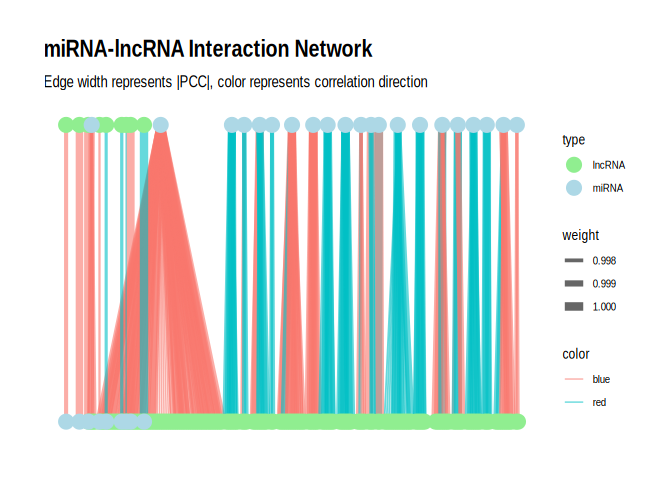 miRNA-lncRNA Interaction Network
Edge width represents |PCC|, color represents correlation direction
type
lncRNA
miRNA
weight
0.998
0.999
1.000
color
blue
red